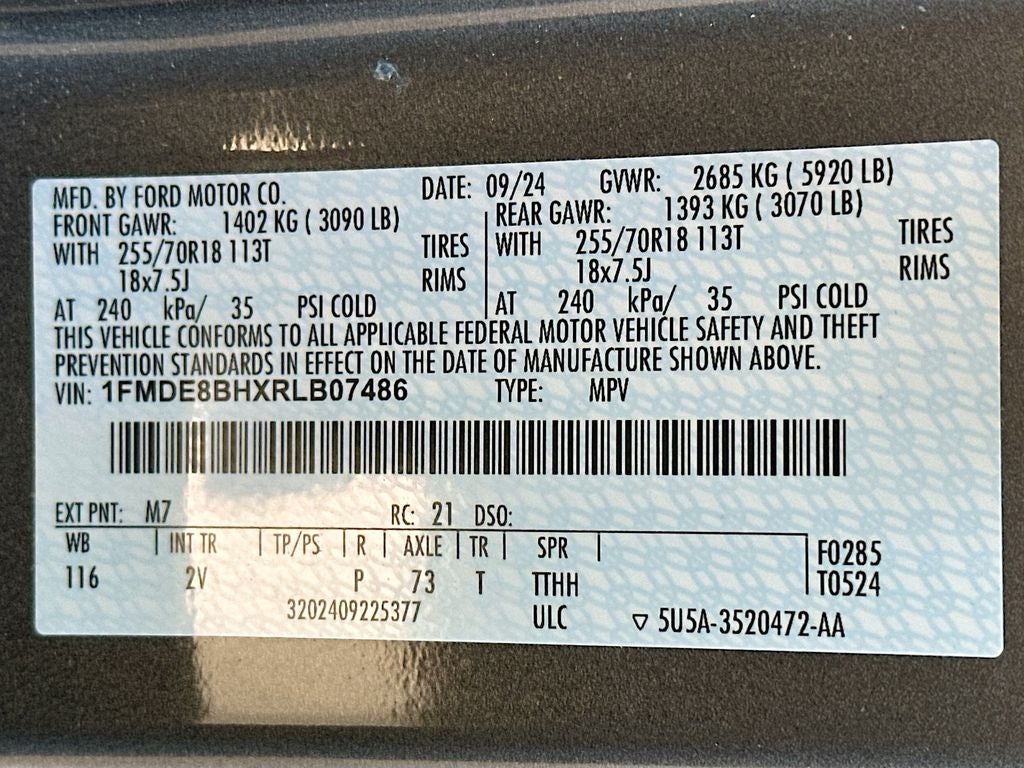 MFD. BY FORD MOTOR CO. DATE: 09/24 GVWR: 2685 KG ( 5920 LB)
FRONT GAWR: 1402 KG ( 3090 LB) REAR GAWR: 1393 KG ( 3070 LB)
WITH 255/70R18 113T TIRES WITH 255/70R18 113T TIRES
18x7.5J RIMS 18x7.5J RIMS
AT 240 kPa/ 35 PSI COLD AT 240 kPa/ 35 PSI COLD
THIS VEHICLE CONFORMS TO ALL APPLICABLE FEDERAL MOTOR VEHICLE SAFETY AND THEFT
PREVENTION STANDARDS IN EFFECT ON THE DATE OF MANUFACTURE SHOWN ABOVE.
VIN: 1FMDE8BHXRLB07486 TYPE: MPV
EXT PNT: M7 RC: 21 DSO:
WB INT TR TP/PS R AXLE TR SPR F0285
116 2V P 73 T TTHH T0524
3202409225377 ULC ▽ 5U5A-3520472-AA